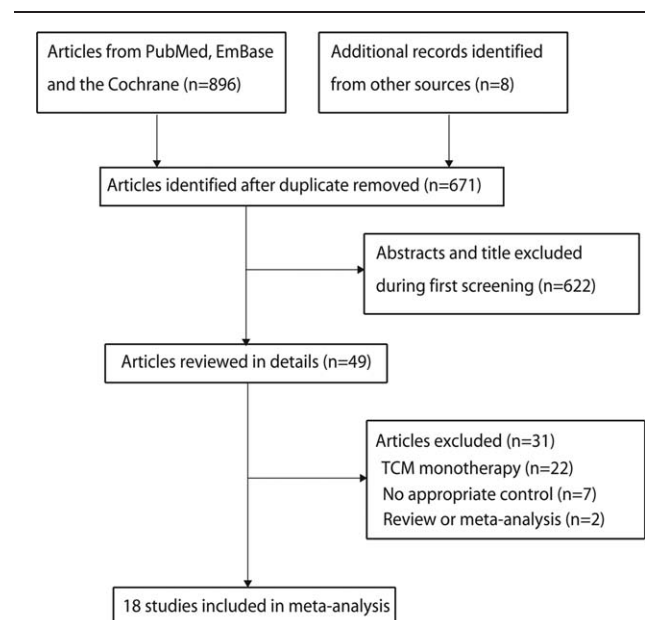 Articles from PubMed, EmBase
and the Cochrane (n=896)
Additional records identified
from other sources (n=8)
Articles identified after duplicate removed (n=671)
Abstracts and title excluded
during first screening (n=622)
Articles reviewed in details (n=49)
Articles excluded (n=31)
TCM monotherapy (n=22)
No appropriate control (n=7)
Review or meta-analysis (n=2)
18 studies included in meta-analysis